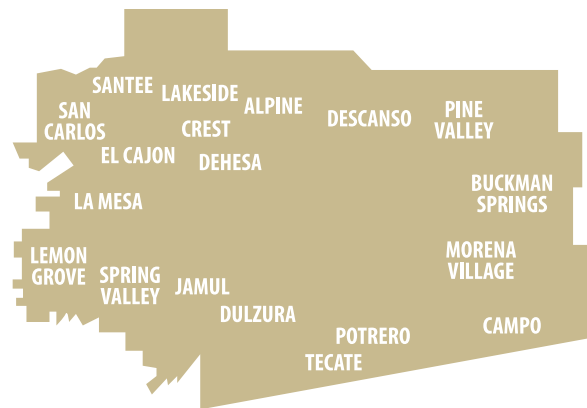 SANTEE
LAKESIDE
ALPINE
SAN
CARLOS
CREST
DESCANSO
PINE
VALLEY
EL CAJON
DEHESA
LA MESA
BUCKMAN
SPRINGS
LEMON
GROVE
SPRING
VALLEY
JAMUL
MORENA
VILLAGE
DULZURA
POTRERO
CAMPO
TECATE